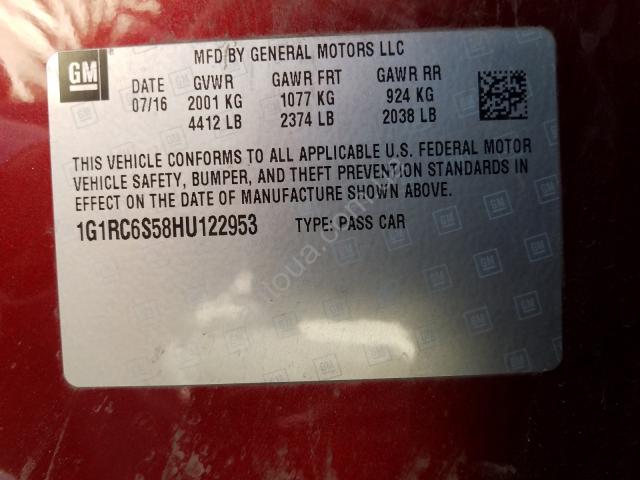 GM
MFD BY GENERAL MOTORS LLC
DATE GVWR GAWR FRT GAWR RR
07/16 2001 KG 1077 KG 924 KG
4412 LB 2374 LB 2038 LB
THIS VEHICLE CONFORMS TO ALL APPLICABLE U.S. FEDERAL MOTOR
VEHICLE SAFETY, BUMPER, AND THEFT PREVENTION STANDARDS IN
EFFECT ON THE DATE OF MANUFACTURE SHOWN ABOVE.
1G1RC6S58HU122953 TYPE: PASS CAR